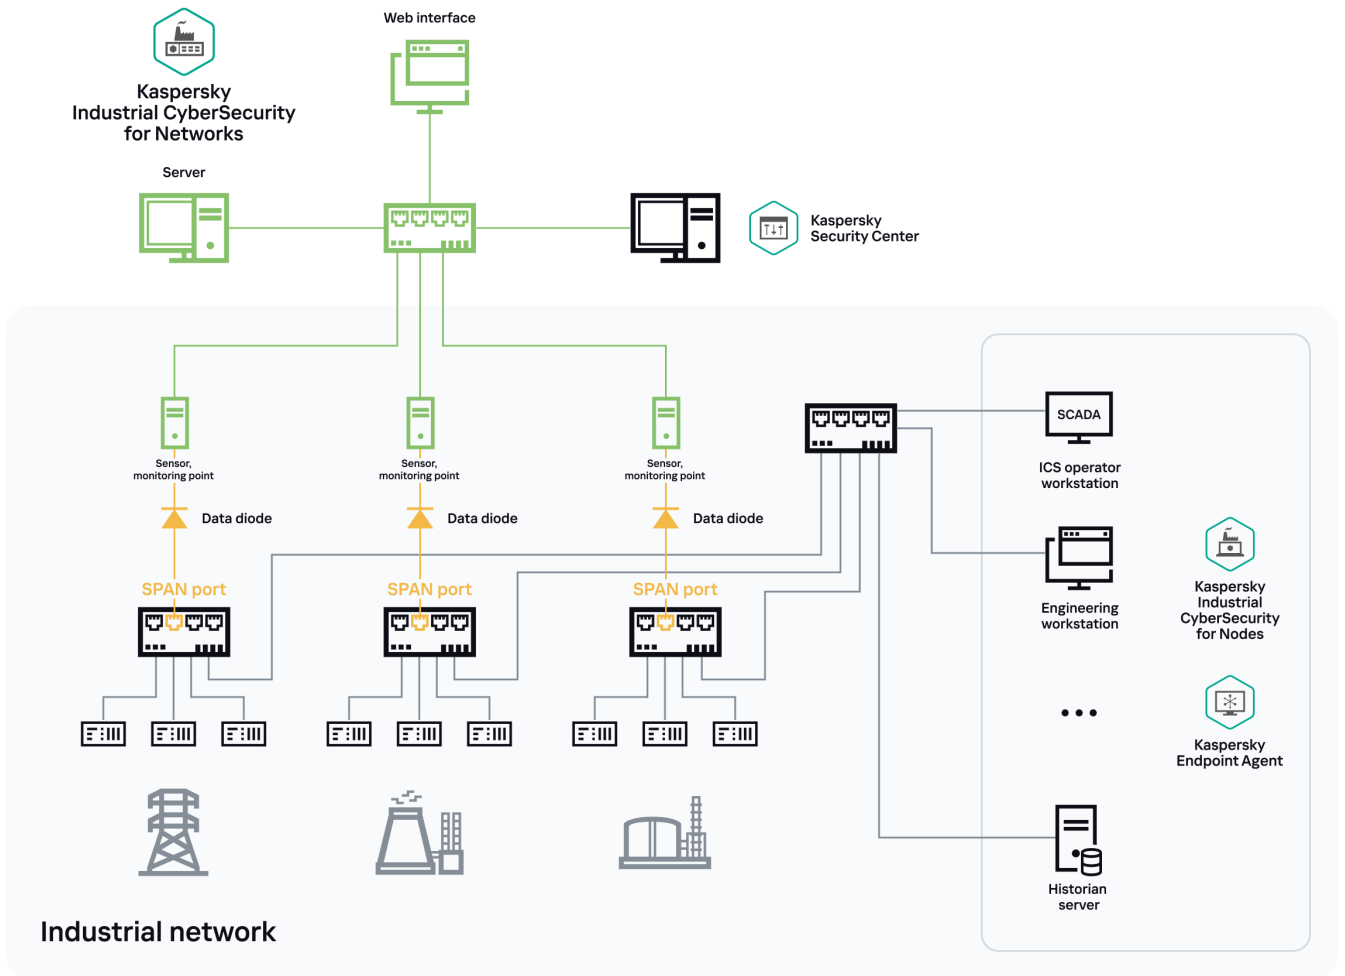 Web interface
Kaspersky
Industrial CyberSecurity
for Networks
Server
Kaspersky
Security Center
SCADA
ICS operator
workstation
Sensor,
monitoring point
Sensor,
monitoring point
Sensor,
monitoring point
Data diode
Data diode
Data diode
SPAN port
SPAN port
SPAN port
Engineering
workstation
Kaspersky
Industrial
CyberSecurity
for Nodes
Kaspersky
Endpoint Agent
Historian
server
Industrial network